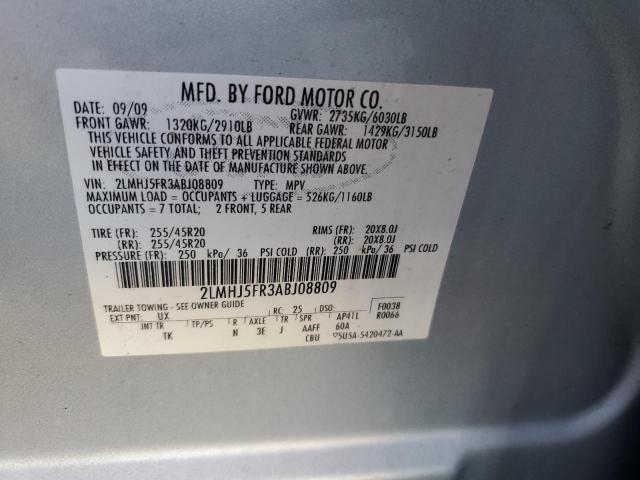 MFD. BY FORD MOTOR CO.
DATE: 09/09 GVWR: 2735KG/6030LB
FRONT GAWR: 1320KG/2910LB REAR GAWR: 1429KG/3150LB
THIS VEHICLE CONFORMS TO ALL APPLICABLE FEDERAL MOTOR
VEHICLE SAFETY AND THEFT PREVENTION STANDARDS
IN EFFECT ON THE DATE OF MANUFACTURE SHOWN ABOVE.
VIN: 2LMHJ5FR3ABJ08809 TYPE: MPV
MAXIMUM LOAD = OCCUPANTS + LUGGAGE = 526KG/1160LB
OCCUPANTS = 7 TOTAL; 2 FRONT, 5 REAR
TIRE (FR): 255/45R20 RIMS (FR): 20X8.0J
(RR): 255/45R20 (RR): 20X8.0J
PRESSURE (FR): 250 kPa/ 36 PSI COLD (RR): 250 kPa/ 36 PSI COLD
2LMHJ5FR3ABJ08809
TRAILER TOWING - SEE OWNER GUIDE
EXT PNT: UX RC: 25 DSO: F0038
R0066
INT TR TP/PS R AXLE TR SPR AP41L
TK N 3E J AAFF 60A
CBU ▽5U5A-5420472-AA